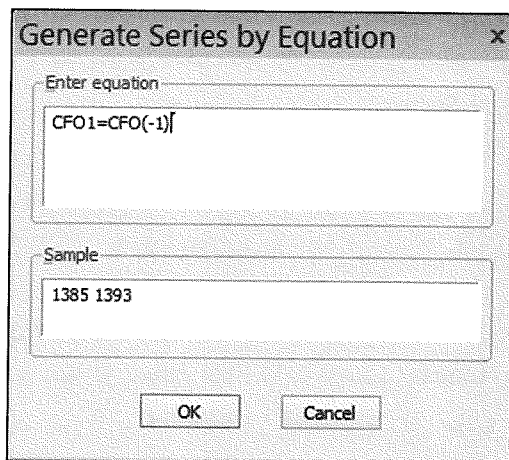 Generate Series by Equation
x
Enter equation
CFO1=CFO(-1)
Sample
1385 1393
OK
Cancel